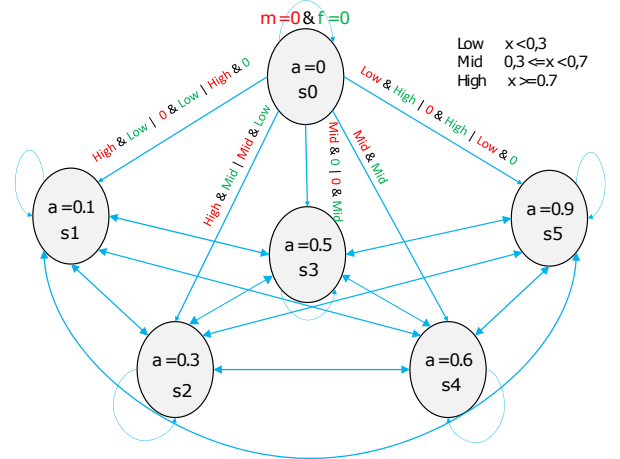 m=0 & f=0
Low x<0,3
Mid 0,3 <=x <0,7
High x >=0.7
a=0
s0
High & Low | 0 & Low | High & 0
High & Mid | Mid & Low
Mid & 0 | 0 & Mid
Mid & Mid
Low & High | 0 & High | Low & 0
a=0.1
s1
a=0.5
s3
a=0.9
s5
a=0.3
s2
a=0.6
s4